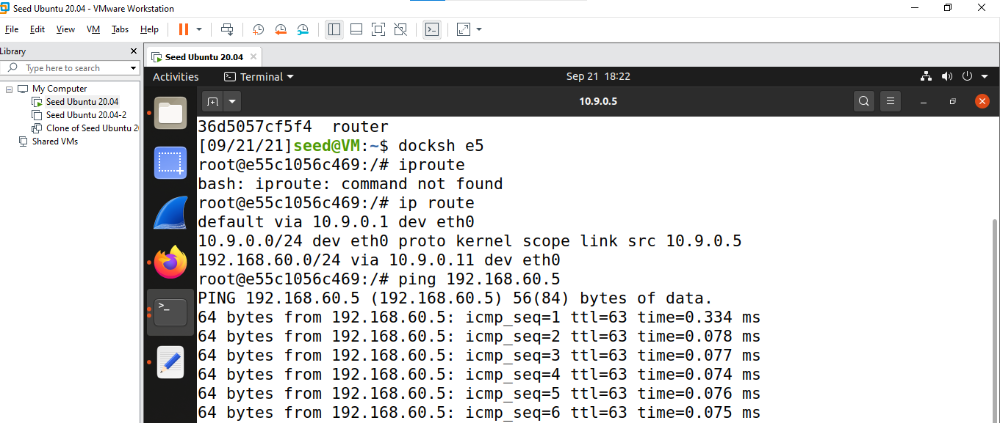 Seed Ubuntu 20.04 - VMware Workstation
File Edit View VM Tabs Help
Library
Type here to search
My Computer
Seed Ubuntu 20.04
Seed Ubuntu 20.04-2
Clone of Seed Ubuntu 2
Shared VMs
Seed Ubuntu 20.04
Activities Terminal Sep 21 18:22
10.9.0.5
36d5057cf5f4 router
[09/21/21]seed@VM:~$ docksh e5
root@e55c1056c469:/# iproute
bash: iproute: command not found
root@e55c1056c469:/# ip route
default via 10.9.0.1 dev eth0
10.9.0.0/24 dev eth0 proto kernel scope link src 10.9.0.5
192.168.60.0/24 via 10.9.0.11 dev eth0
root@e55c1056c469:/# ping 192.168.60.5
PING 192.168.60.5 (192.168.60.5) 56(84) bytes of data.
64 bytes from 192.168.60.5: icmp_seq=1 ttl=63 time=0.334 ms
64 bytes from 192.168.60.5: icmp_seq=2 ttl=63 time=0.078 ms
64 bytes from 192.168.60.5: icmp_seq=3 ttl=63 time=0.077 ms
64 bytes from 192.168.60.5: icmp_seq=4 ttl=63 time=0.074 ms
64 bytes from 192.168.60.5: icmp_seq=5 ttl=63 time=0.076 ms
64 bytes from 192.168.60.5: icmp_seq=6 ttl=63 time=0.075 ms